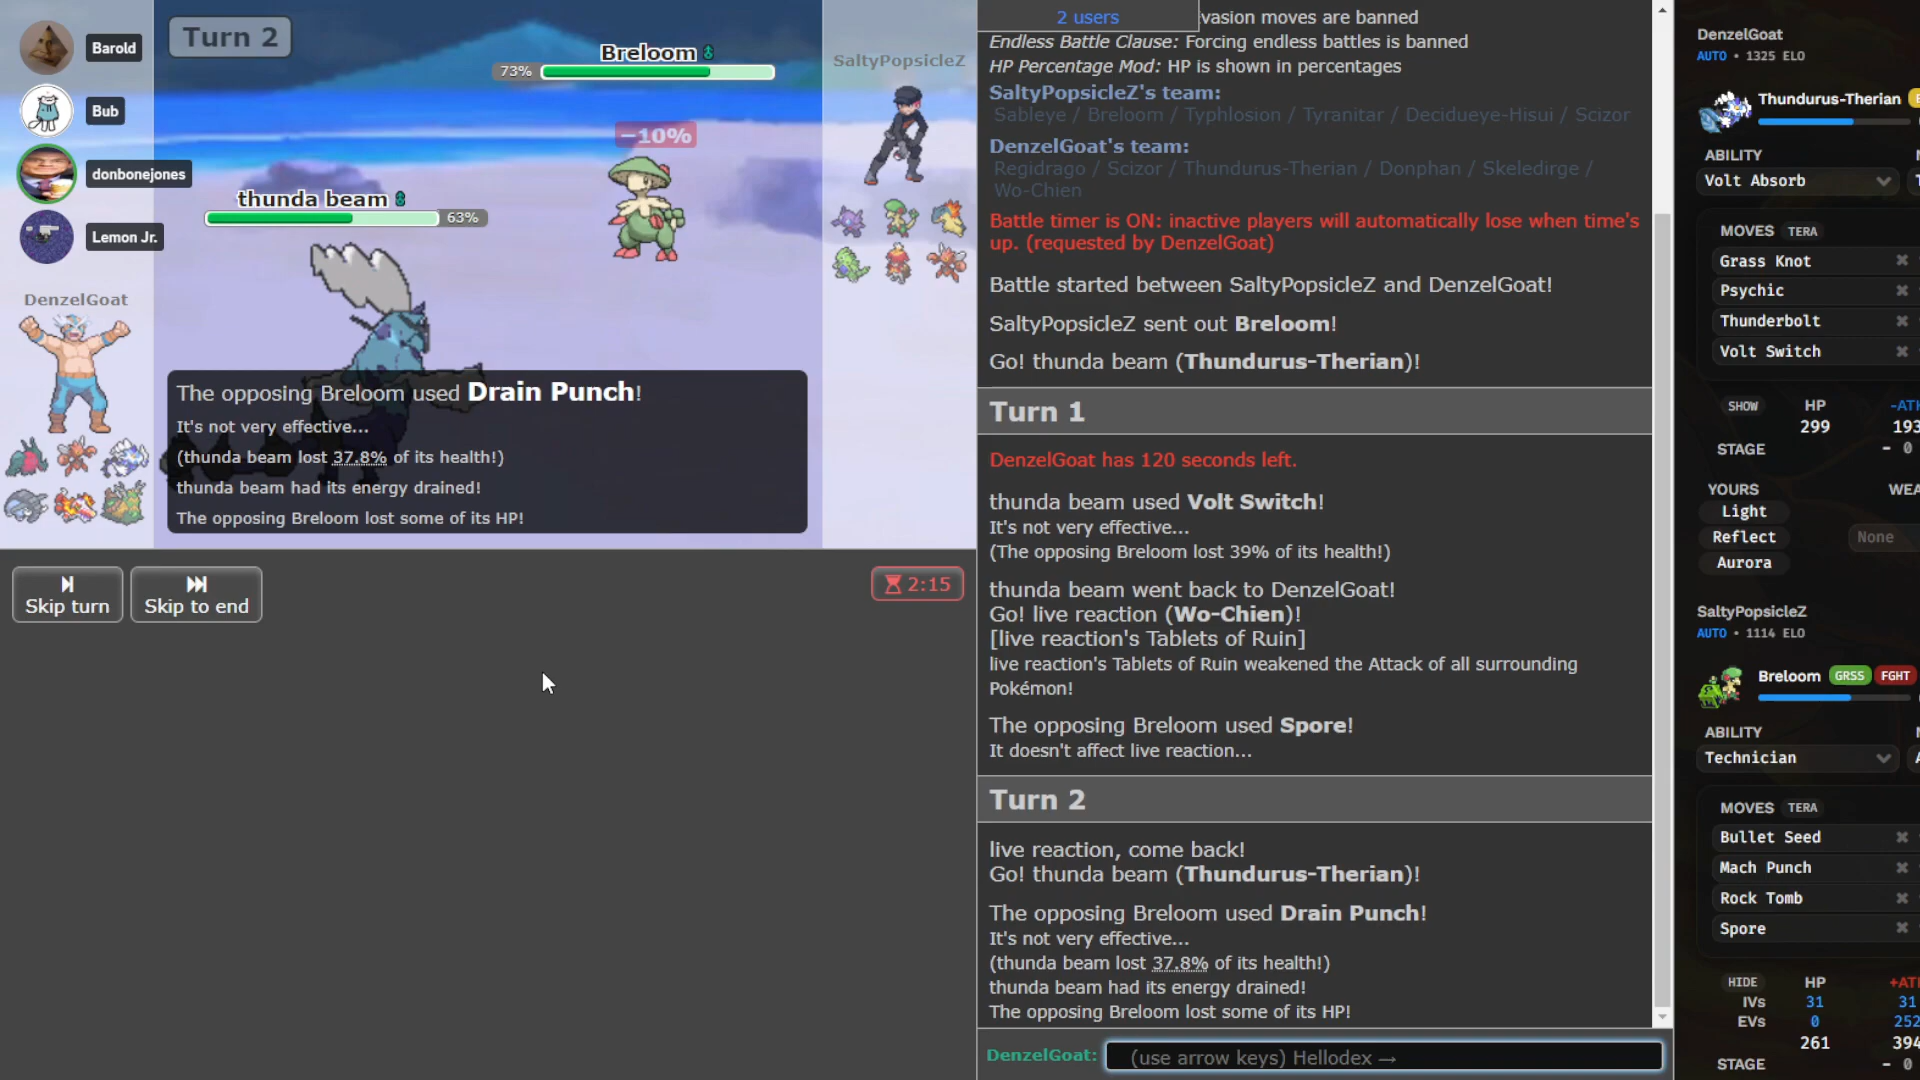 Barold
Bub
donbonejones
Lemon Jr.
DenzelGoat
Turn 2
Breloom
73%
-10%
thunda beam
63%
SaltyPopsicleZ
The opposing Breloom used Drain Punch!
It's not very effective...
(thunda beam lost 37.8% of its health!)
thunda beam had its energy drained!
The opposing Breloom lost some of its HP!
Skip turn
Skip to end
2:15
2 users
vasion moves are banned
Endless Battle Clause: Forcing endless battles is banned
HP Percentage Mod: HP is shown in percentages
SaltyPopsicleZ's team:
Sableye / Breloom / Typhlosion / Tyranitar / Decidueye-Hisui / Scizor
DenzelGoat's team:
Regidrago / Scizor / Thundurus-Therian / Donphan / Skeledirge /
Wo-Chien
Battle timer is ON: inactive players will automatically lose when time's
up. (requested by DenzelGoat)
Battle started between SaltyPopsicleZ and DenzelGoat!
SaltyPopsicleZ sent out Breloom!
Go! thunda beam (Thundurus-Therian)!
Turn 1
DenzelGoat has 120 seconds left.
thunda beam used Volt Switch!
It's not very effective...
(The opposing Breloom lost 39% of its health!)
thunda beam went back to DenzelGoat!
Go! live reaction (Wo-Chien)!
[live reaction's Tablets of Ruin]
live reaction's Tablets of Ruin weakened the Attack of all surrounding
Pokémon!
The opposing Breloom used Spore!
It doesn't affect live reaction...
Turn 2
live reaction, come back!
Go! thunda beam (Thundurus-Therian)!
The opposing Breloom used Drain Punch!
It's not very effective...
(thunda beam lost 37.8% of its health!)
thunda beam had its energy drained!
The opposing Breloom lost some of its HP!
DenzelGoat: (use arrow keys) Hellodex →
DenzelGoat
AUTO • 1325 ELO
Thundurus-Therian
ABILITY
Volt Absorb
MOVES TERA
Grass Knot
Psychic
Thunderbolt
Volt Switch
SHOW HP -ATK
299 193
STAGE - 0
YOURS WEA
Light
Reflect None
Aurora
SaltyPopsicleZ
AUTO • 1114 ELO
Breloom GRSS FGHT
ABILITY
Technician
MOVES TERA
Bullet Seed
Mach Punch
Rock Tomb
Spore
HIDE HP +ATK
IVs 31 31
EVs 0 252
261 394
STAGE - 0